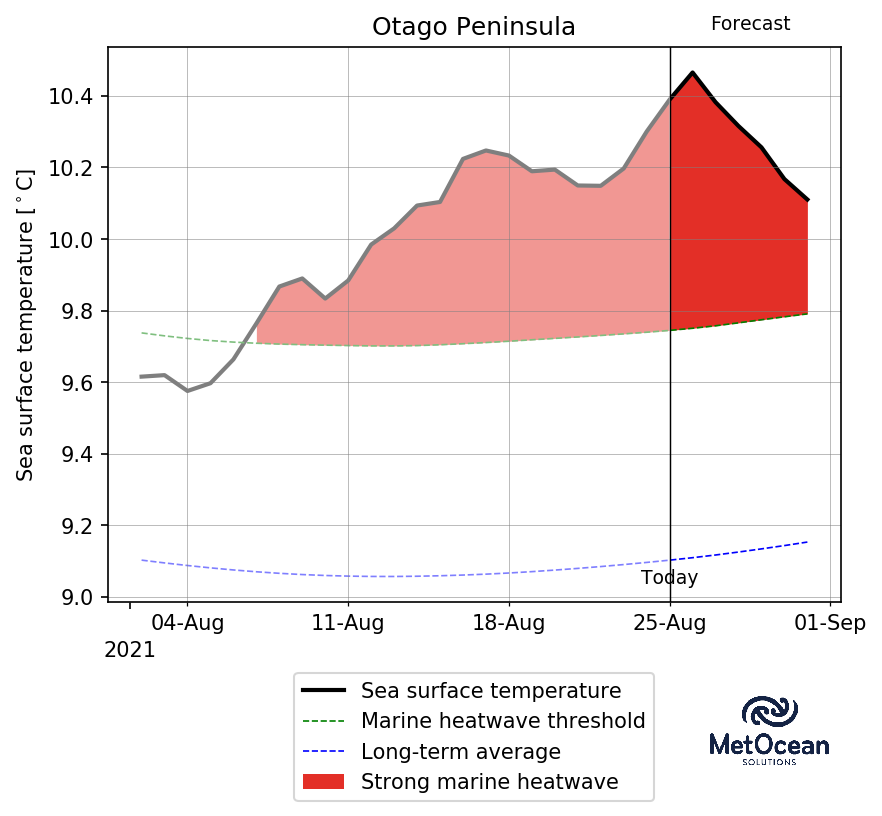 Otago Peninsula
Forecast
Sea surface temperature [°C]
10.4
10.2
10.0
9.8
9.6
9.4
9.2
9.0
Today
04-Aug
11-Aug
18-Aug
25-Aug
01-Sep
2021
Sea surface temperature
Marine heatwave threshold
Long-term average
Strong marine heatwave
MetOcean
SOLUTIONS